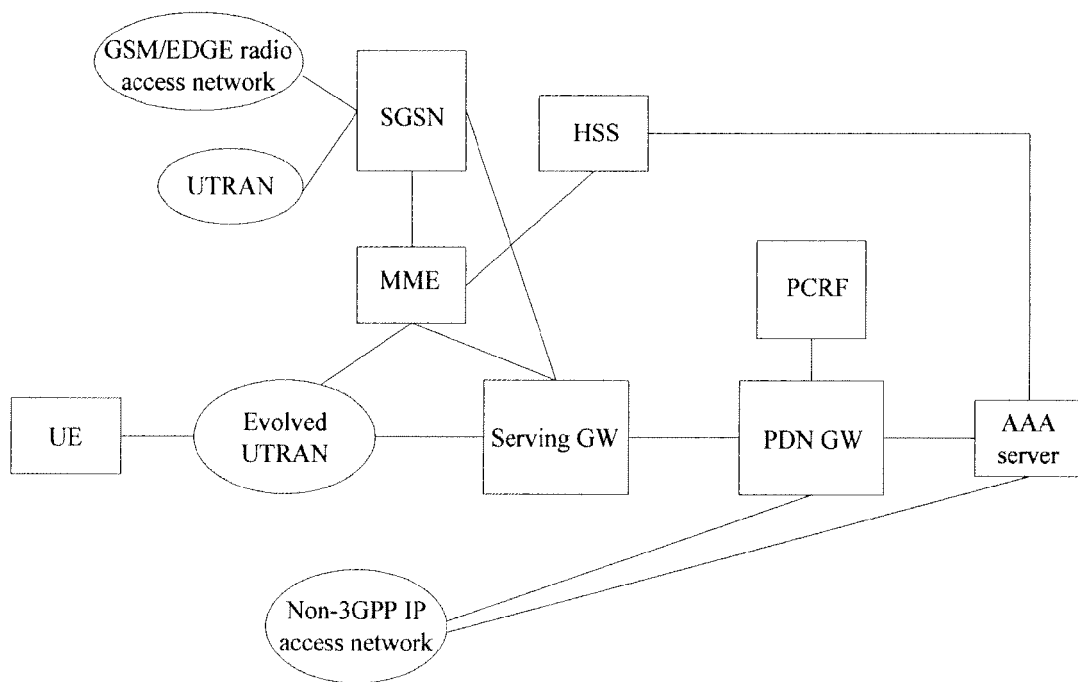 GSM/EDGE radio
access network
SGSN
HSS
UTRAN
MME
PCRF
UE
Evolved
UTRAN
Serving GW
PDN GW
AAA
server
Non-3GPP IP
access network